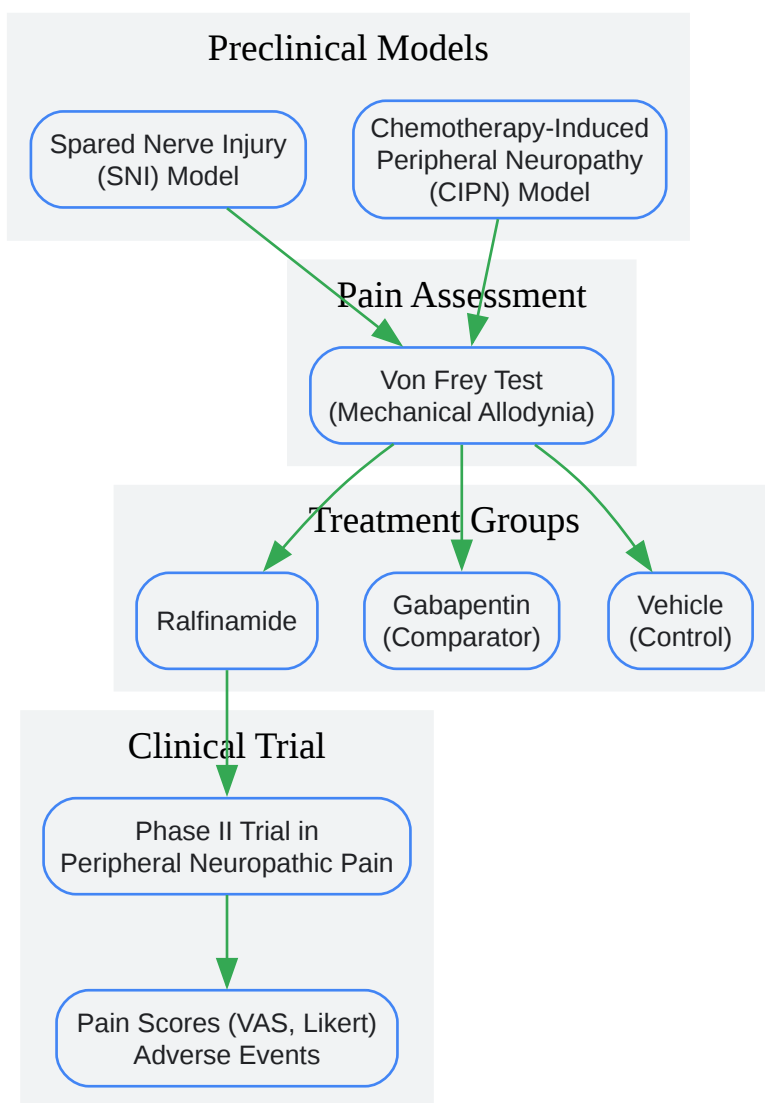 Preclinical Models
Spared Nerve Injury
(SNI) Model
Chemotherapy-Induced
Peripheral Neuropathy
(CIPN) Model
Pain Assessment
Von Frey Test
(Mechanical Allodynia)
Treatment Groups
Ralfinamide
Gabapentin
(Comparator)
Vehicle
(Control)
Clinical Trial
Phase II Trial in
Peripheral Neuropathic Pain
Pain Scores (VAS, Likert)
Adverse Events